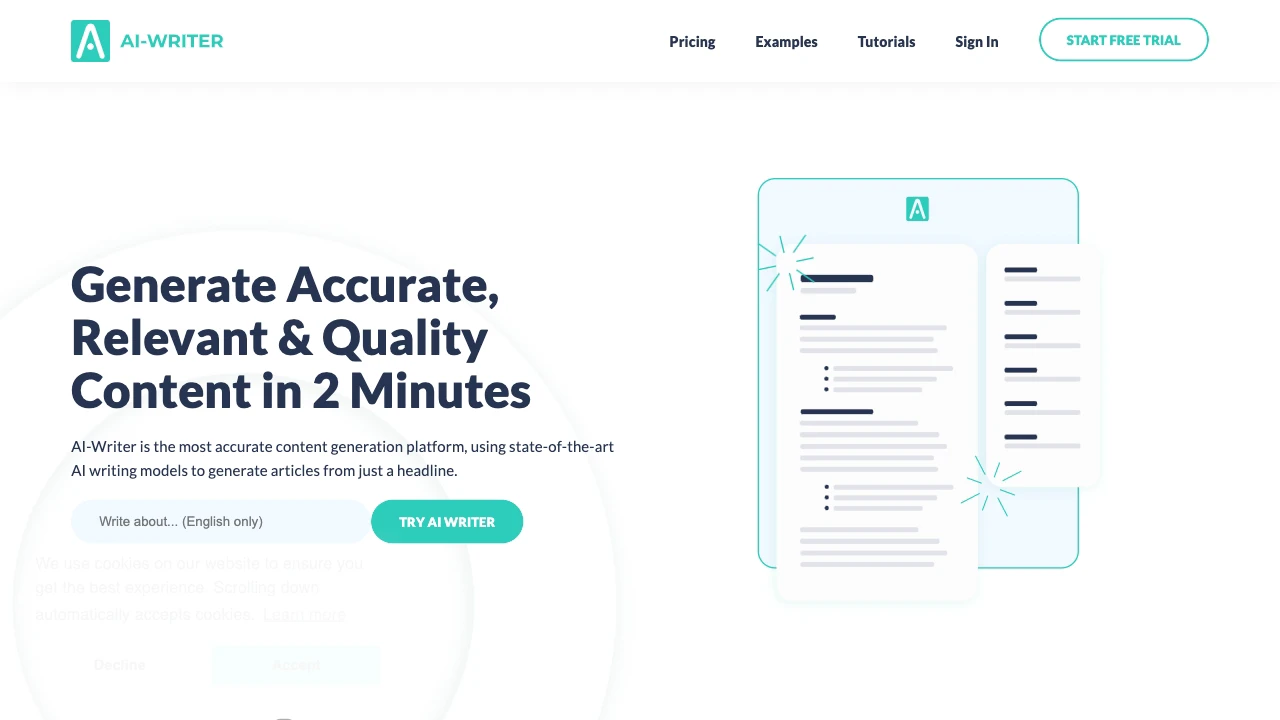 AI-WRITER
Pricing
Examples
Tutorials
Sign In
START FREE TRIAL
Generate Accurate,
Relevant & Quality
Content in 2 Minutes
AI-Writer is the most accurate content generation platform, using state-of-the-art
AI writing models to generate articles from just a headline.
Write about... (English only)
TRY AI WRITER
We use cookies on our website to ensure you
get the best experience. Scrolling down
automatically accepts cookies. Learn more
Decline
Accept